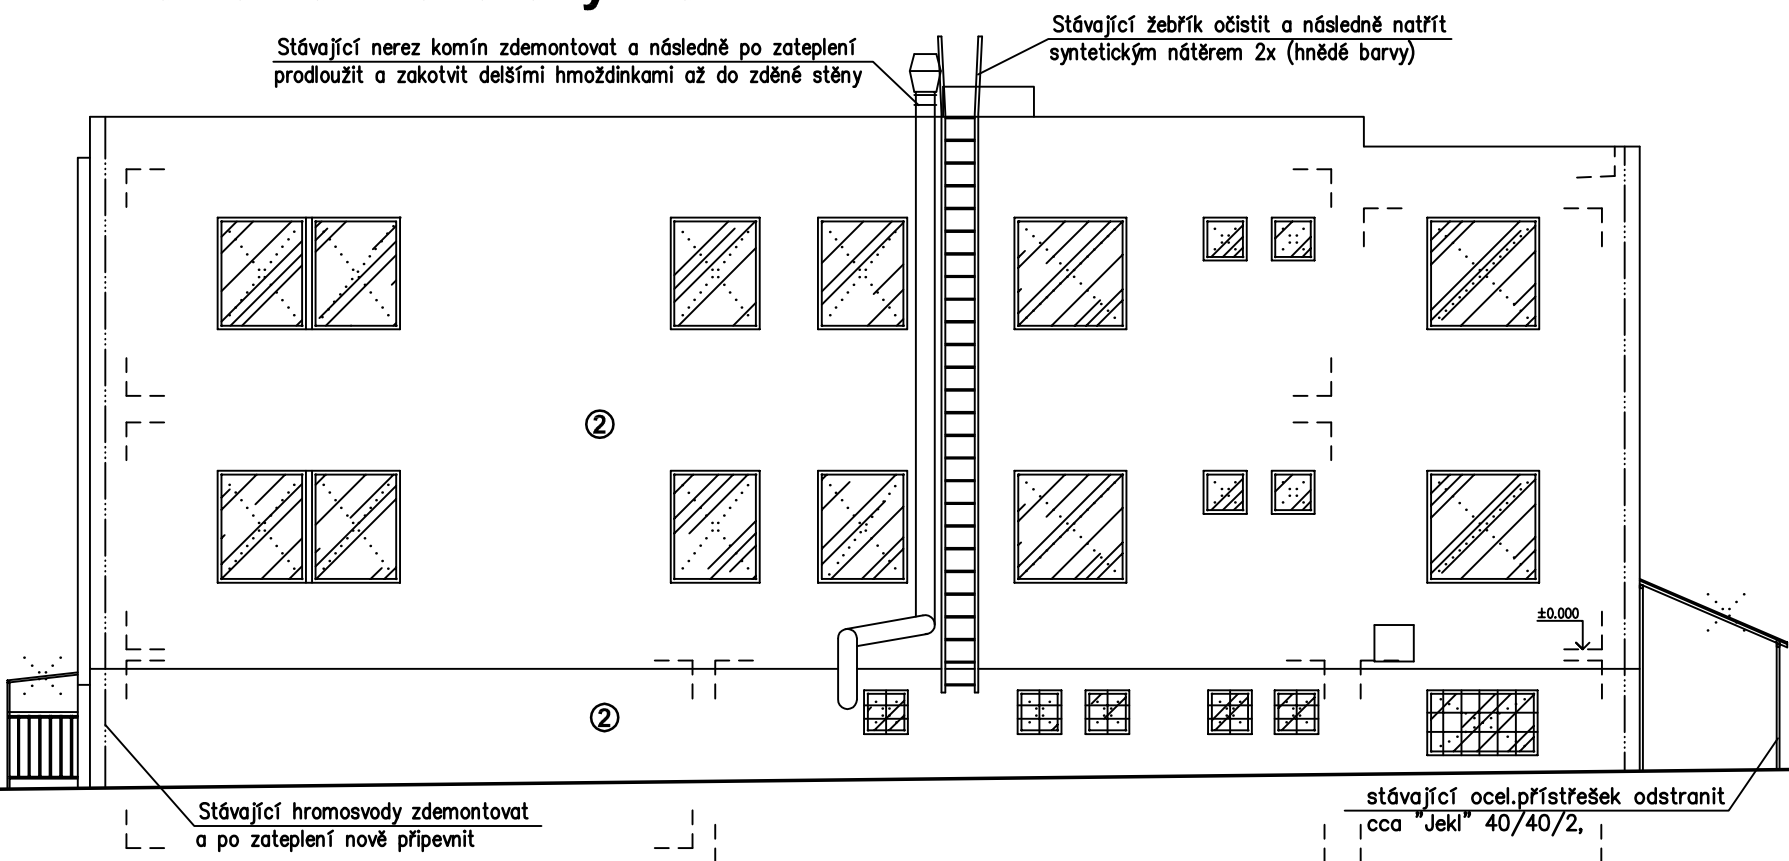 Stávající nerez komín zdemontovat a následně po zateplení
prodloužit a zakotvit delšími hmoždinkami až do zděné stěny
Stávající žebřík očistit a následně natřít
syntetickým nátěrem 2x (hnědé barvy)
2
±0.000
2
Stávající hromosvody zdemontovat
a po zateplení nově připevnit
stávající ocel.přístřešek odstranit
cca "Jekl" 40/40/2,